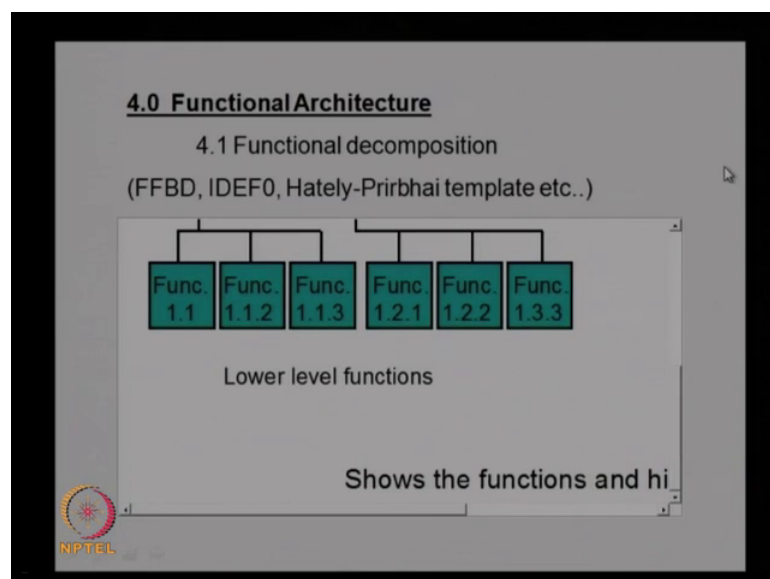 4.0 Functional Architecture
4.1 Functional decomposition
(FFBD, IDEF0, Hately-Prirbhai template etc..)
Func. 1.1
Func. 1.1.2
Func. 1.1.3
Func. 1.2.1
Func. 1.2.2
Func. 1.3.3
Lower level functions
Shows the functions and hi
NPTEL